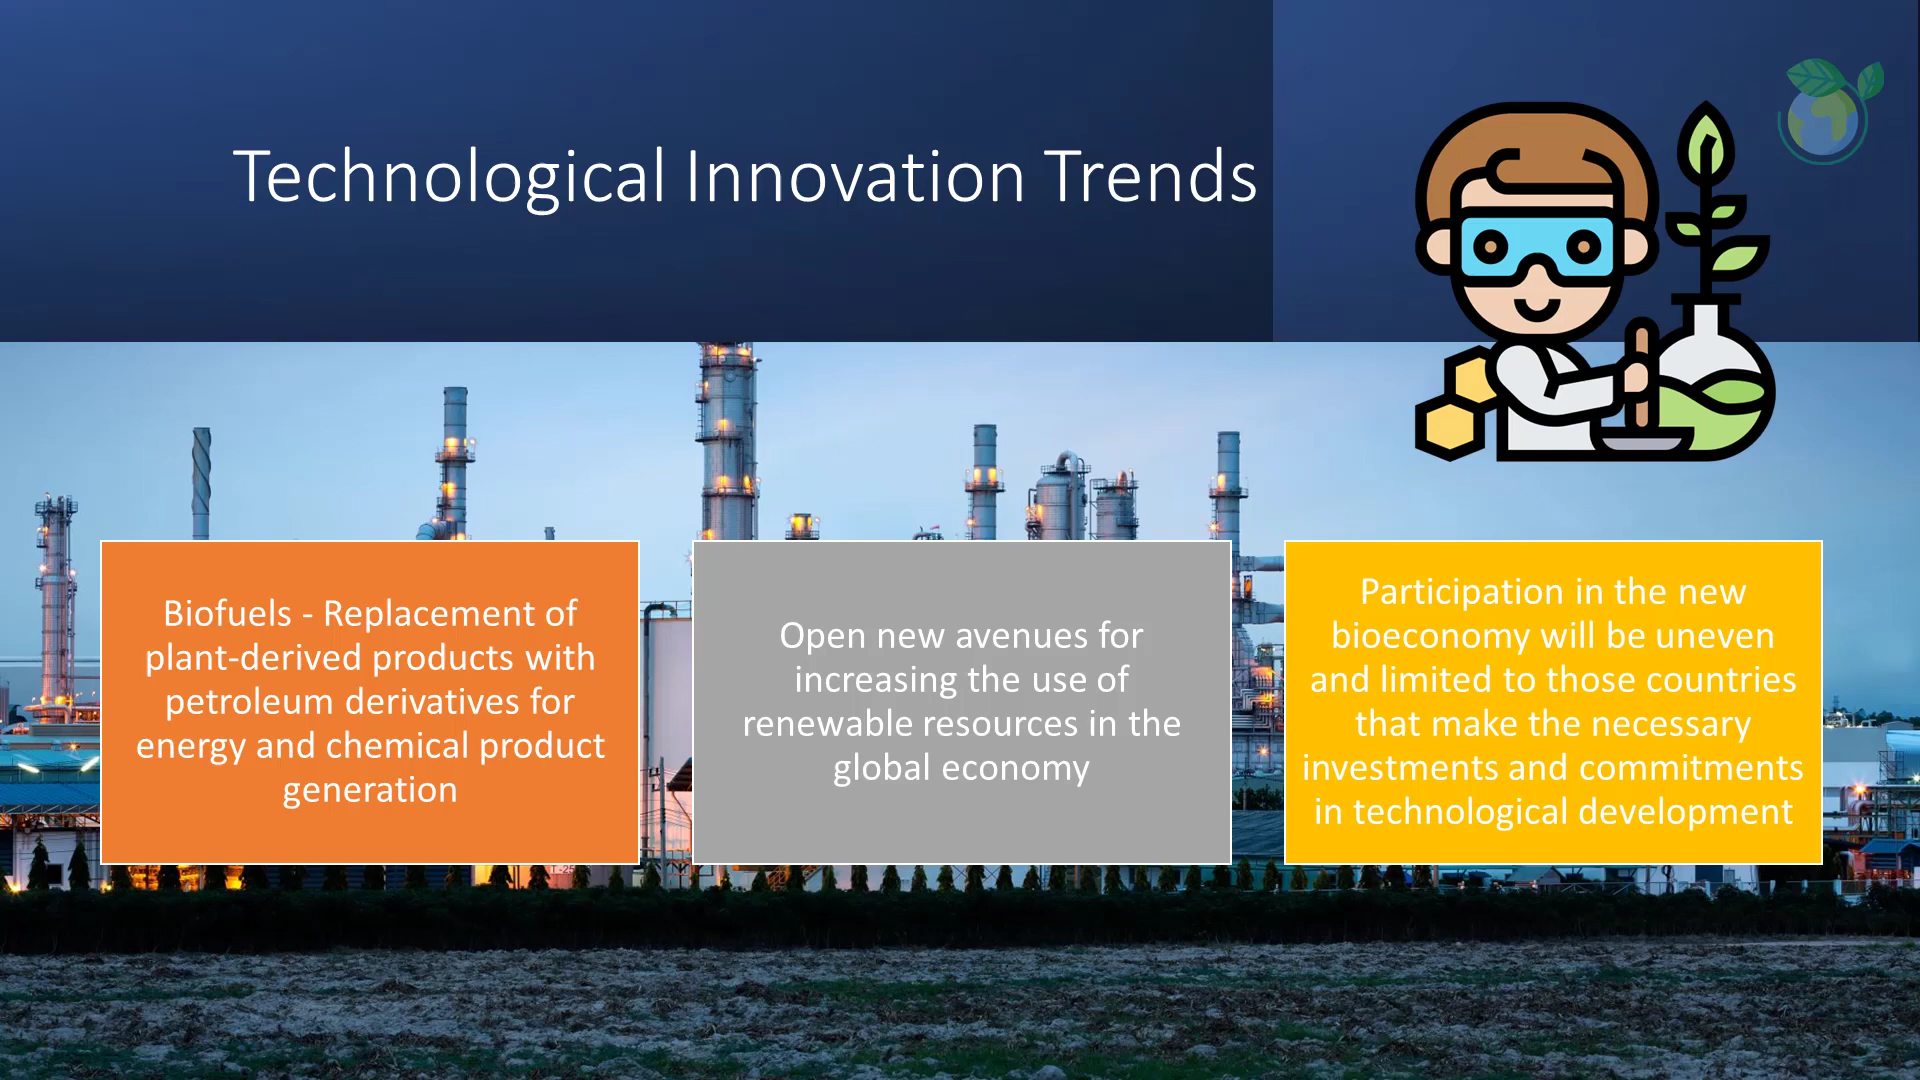 Technological Innovation Trends
Biofuels - Replacement of
plant-derived products with
petroleum derivatives for
energy and chemical product
generation
Open new avenues for
increasing the use of
renewable resources in the
global economy
Participation in the new
bioeconomy will be uneven
and limited to those countries
that make the necessary
investments and commitments
in technological development